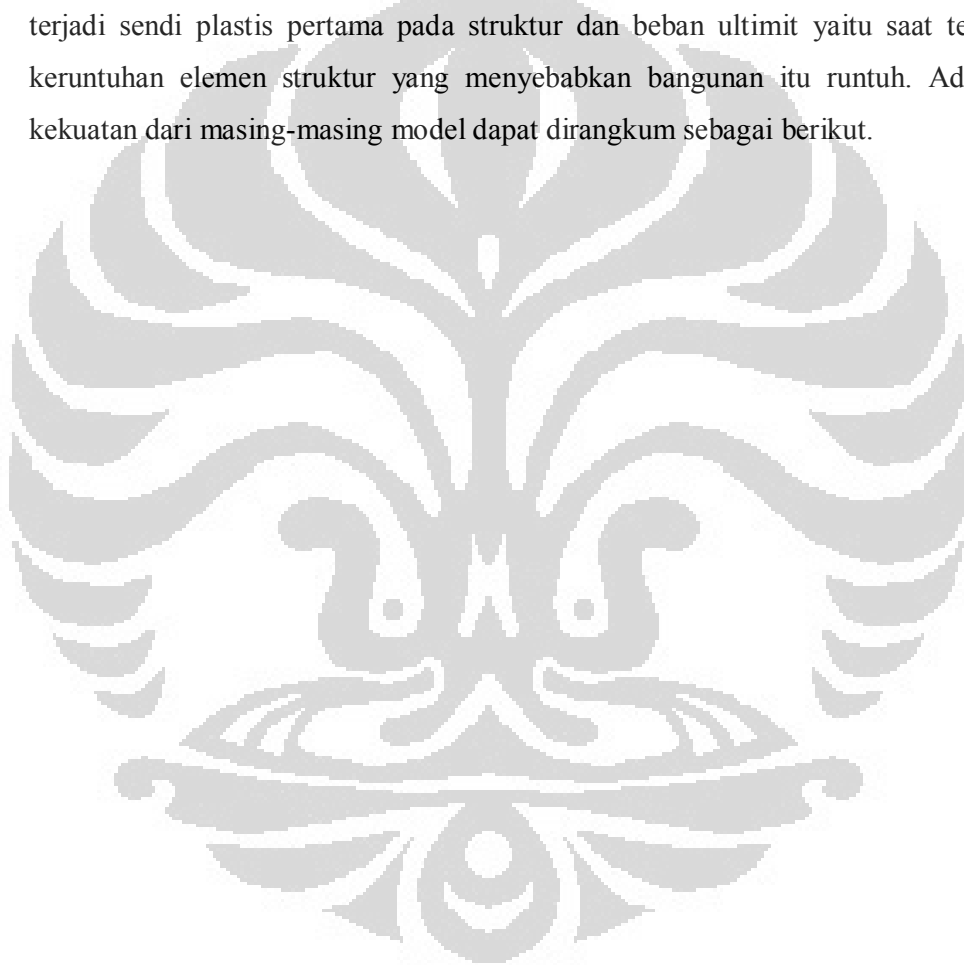 terjadi sendi plastis pertama pada struktur dan beban ultimit yaitu saat te
keruntuhan elemen struktur yang menyebabkan bangunan itu runtuh. Ad
kekuatan dari masing-masing model dapat dirangkum sebagai berikut.